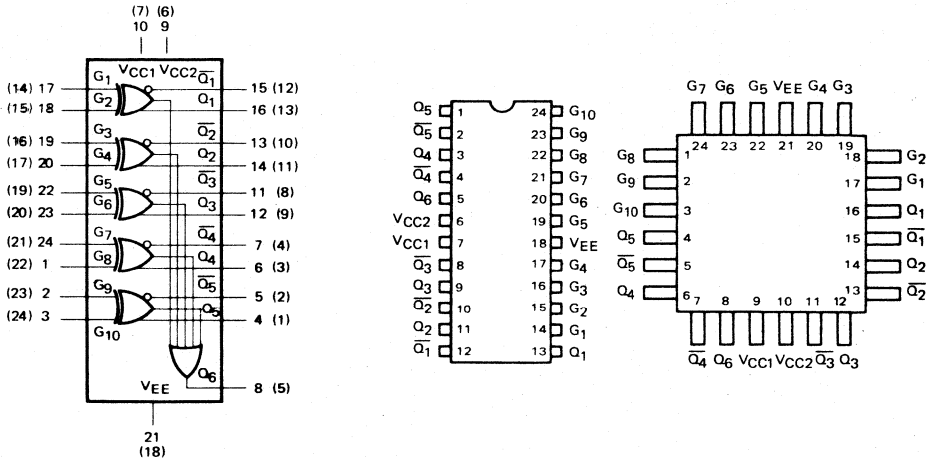 (7) (6)
10 9
VCC1 VCC2
(14) 17 G1 Q̅1 15 (12)
(15) 18 G2 Q1 16 (13)
(16) 19 G3 Q̅2 13 (10)
(17) 20 G4 Q2 14 (11)
(19) 22 G5 Q̅3 11 (8)
(20) 23 G6 Q3 12 (9)
(21) 24 G7 Q̅4 7 (4)
(22) 1 G8 Q4 6 (3)
(23) 2 G9 Q̅5 5 (2)
(24) 3 G10 Q5 4 (1)
Q6 8 (5)
VEE
21
(18)
Q5 1 24 G10
Q̅5 2 23 G9
Q4 3 22 G8
Q̅4 4 21 G7
Q6 5 20 G6
VCC2 6 19 G5
VCC1 7 18 VEE
Q̅3 8 17 G4
Q3 9 16 G3
Q̅2 10 15 G2
Q2 11 14 G1
Q̅1 12 13 Q1
G7 G6 G5 VEE G4 G3
24 23 22 21 20 19
G8 1 18 G2
G9 2 17 G1
G10 3 16 Q1
Q5 4 15 Q̅1
Q̅5 5 14 Q2
Q4 6 13 Q̅2
7 8 9 10 11 12
Q̅4 Q6 VCC1 VCC2 Q̅3 Q3